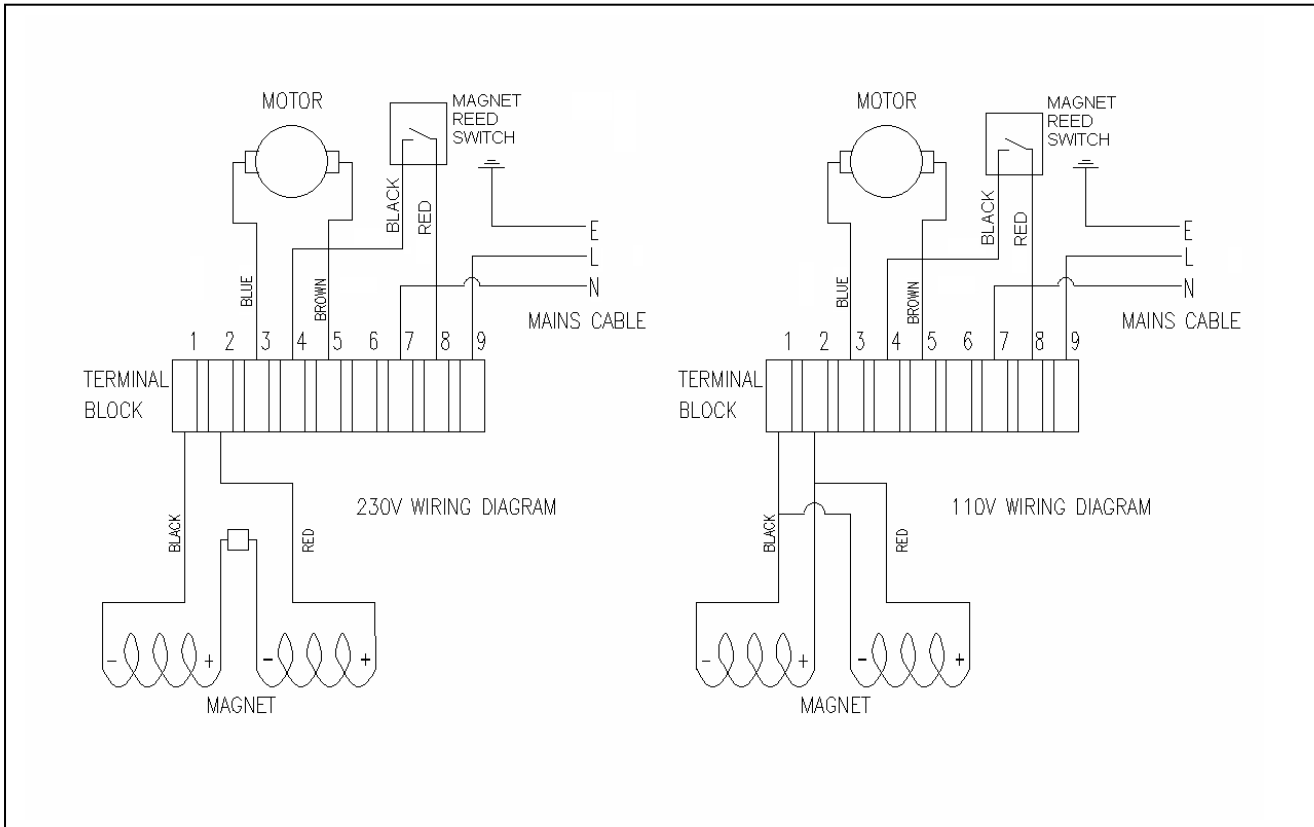 MOTOR
MAGNET
REED
SWITCH
BLACK
RED
E
L
N
BLUE
BROWN
MAINS CABLE
1 2 3 4 5 6 7 8 9
TERMINAL
BLOCK
230V WIRING DIAGRAM
BLACK
RED
- + - +
MAGNET
MOTOR
MAGNET
REED
SWITCH
BLACK
RED
E
L
N
BLUE
BROWN
MAINS CABLE
1 2 3 4 5 6 7 8 9
TERMINAL
BLOCK
110V WIRING DIAGRAM
BLACK
RED
- + - +
MAGNET